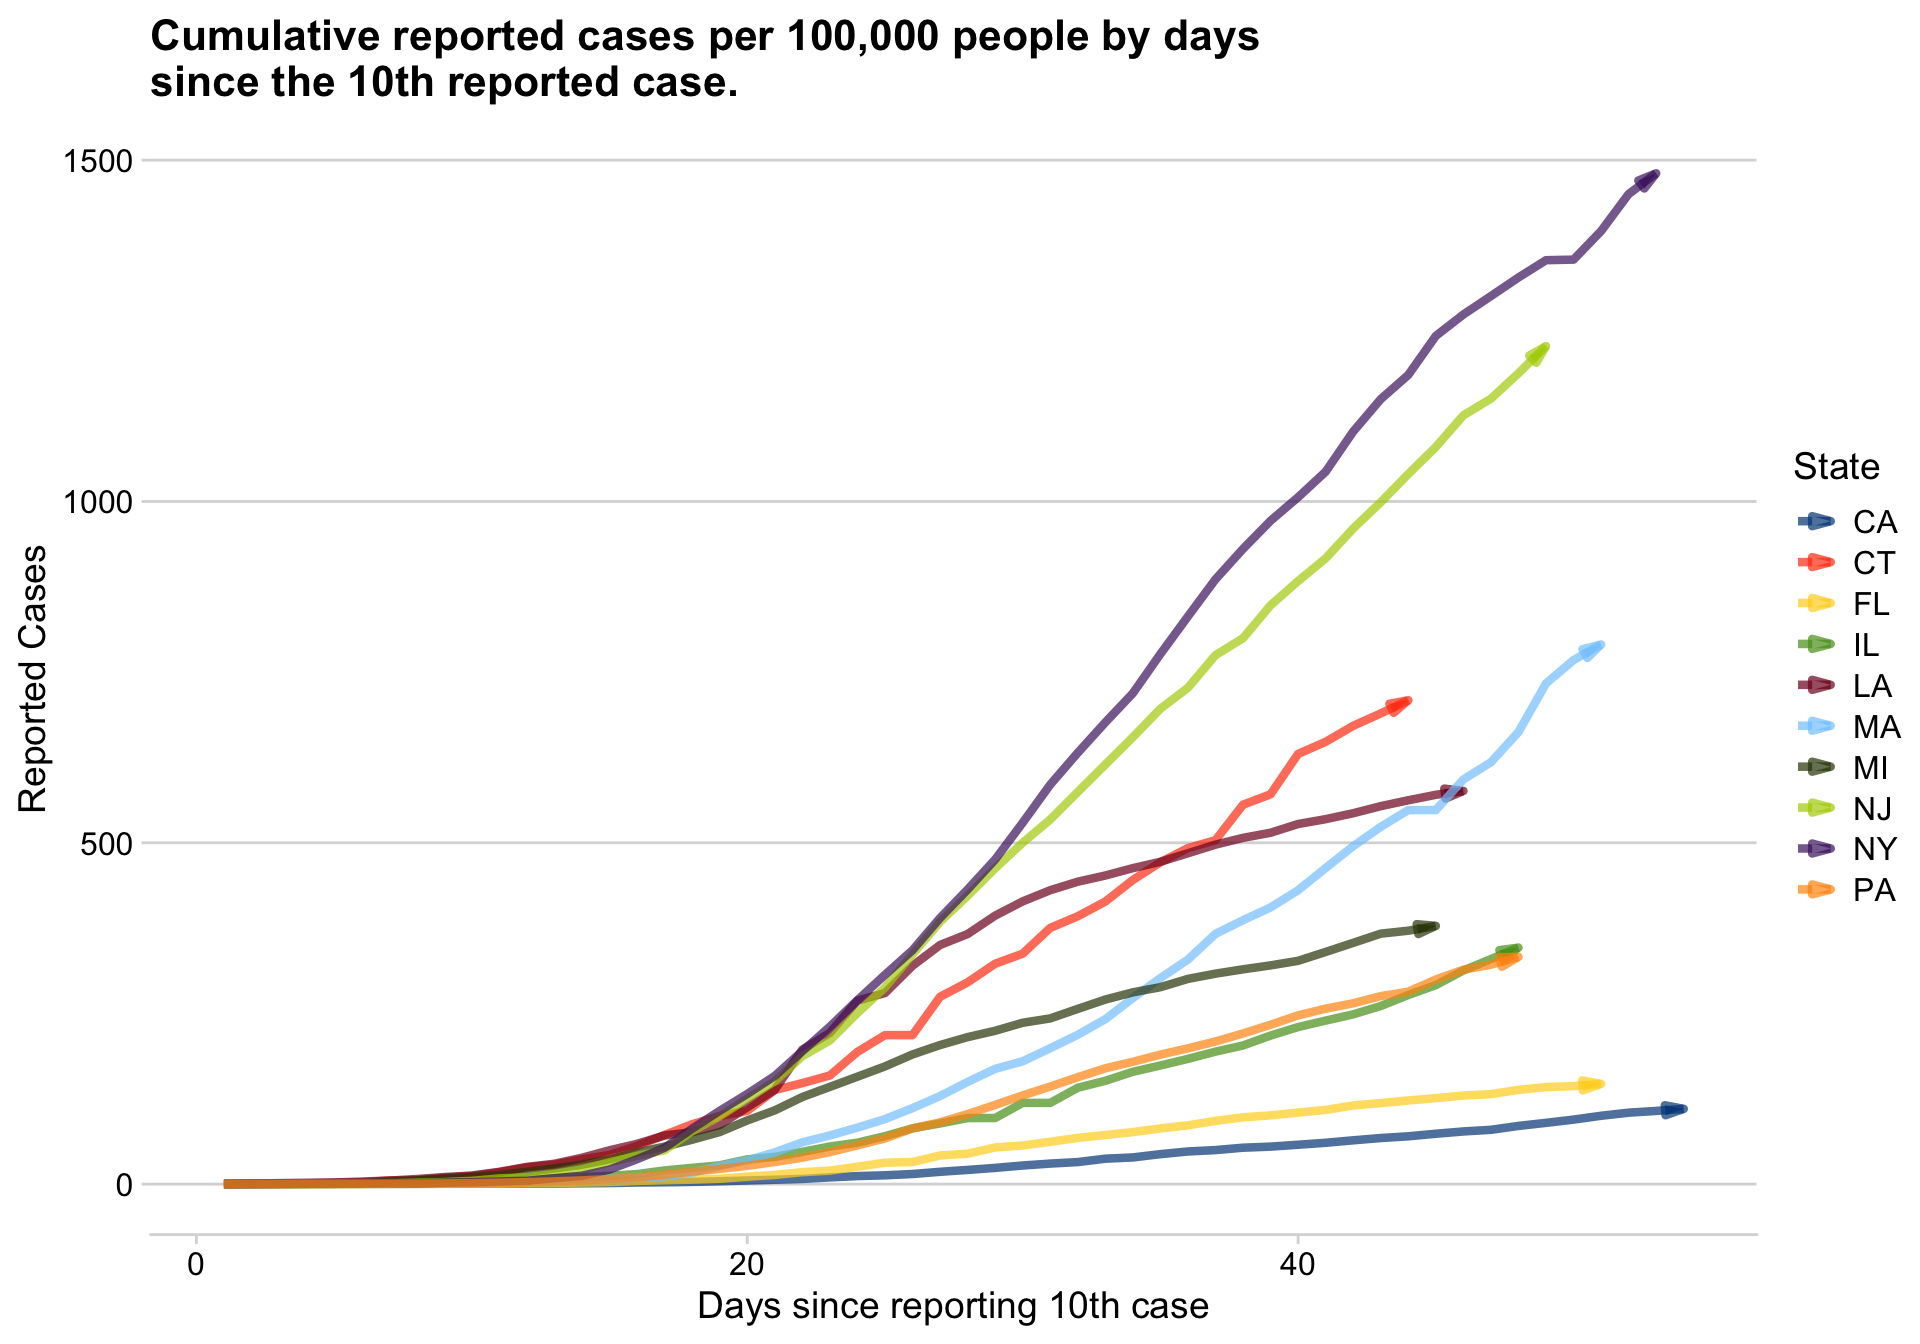 Cumulative reported cases per 100,000 people by days
since the 10th reported case.
1500
1000
500
0
Reported Cases
0 20 40
Days since reporting 10th case
State
CA
CT
FL
IL
LA
MA
MI
NJ
NY
PA